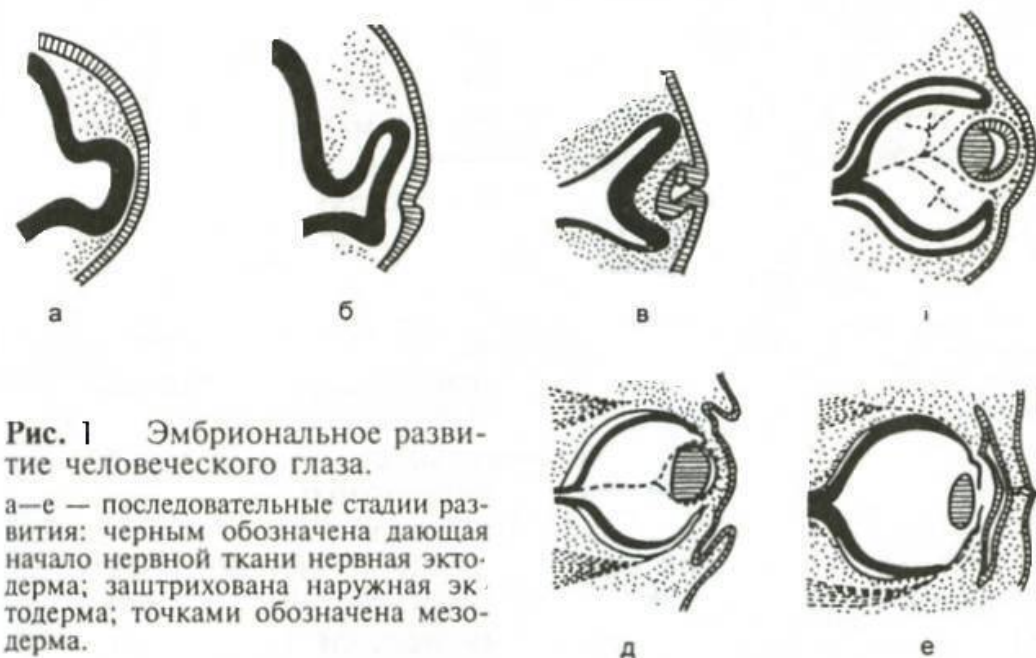 а
б
в
Рис. 1 Эмбриональное разви-
тие человеческого глаза.
а—е — последовательные стадии раз-
вития: черным обозначена дающая
начало нервной ткани нервная экто-
дерма; заштрихована наружная эк-
тодерма; точками обозначена мезо-
дерма.
д
е